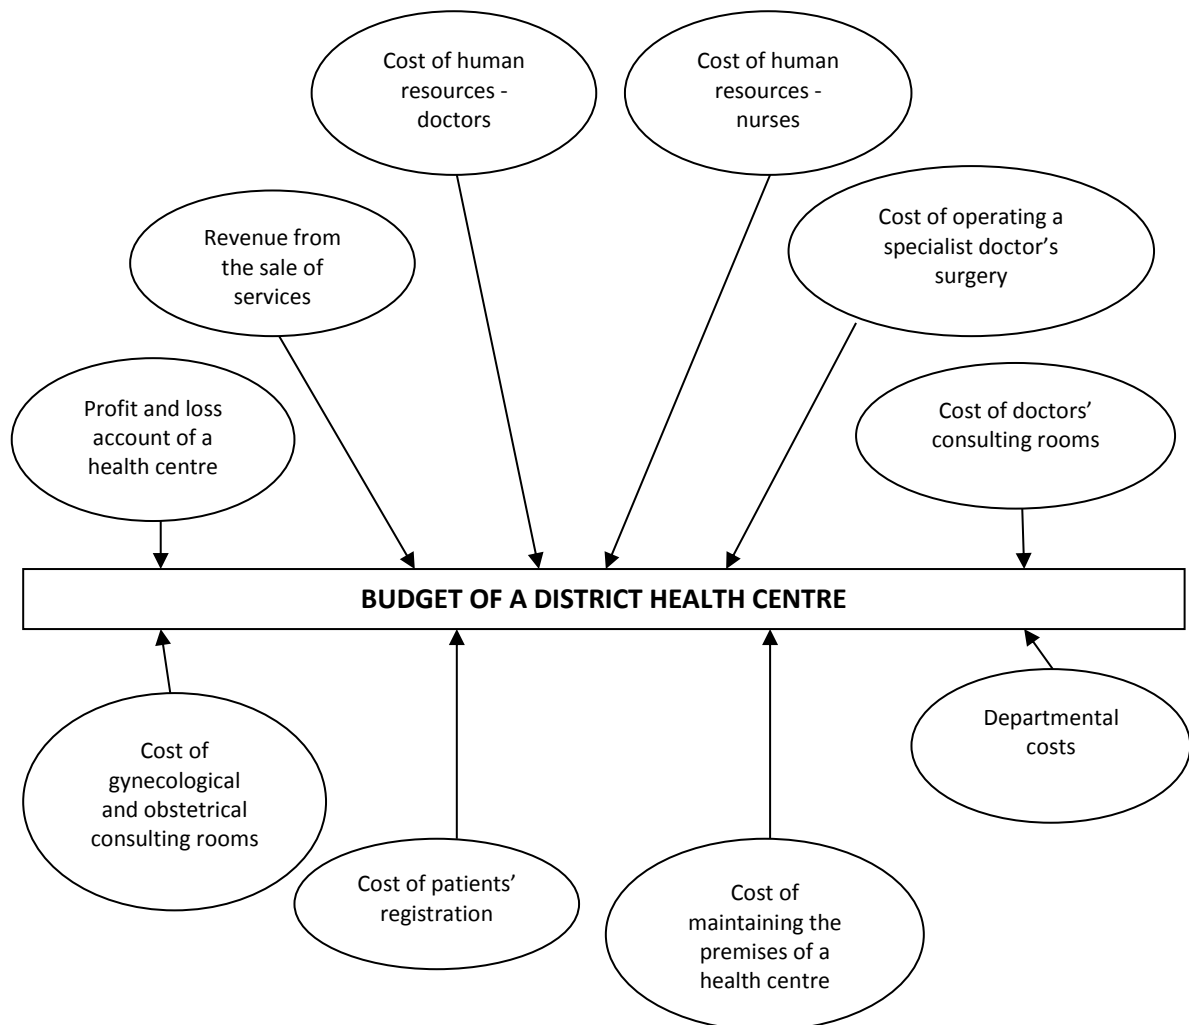 Cost of human
resources -
doctors
Cost of human
resources -
nurses
Revenue from
the sale of
services
Cost of operating a
specialist doctor’s
surgery
Profit and loss
account of a
health centre
Cost of doctors’
consulting rooms
BUDGET OF A DISTRICT HEALTH CENTRE
Cost of
gynecological
and obstetrical
consulting rooms
Cost of patients’
registration
Cost of
maintaining the
premises of a
health centre
Departmental
costs